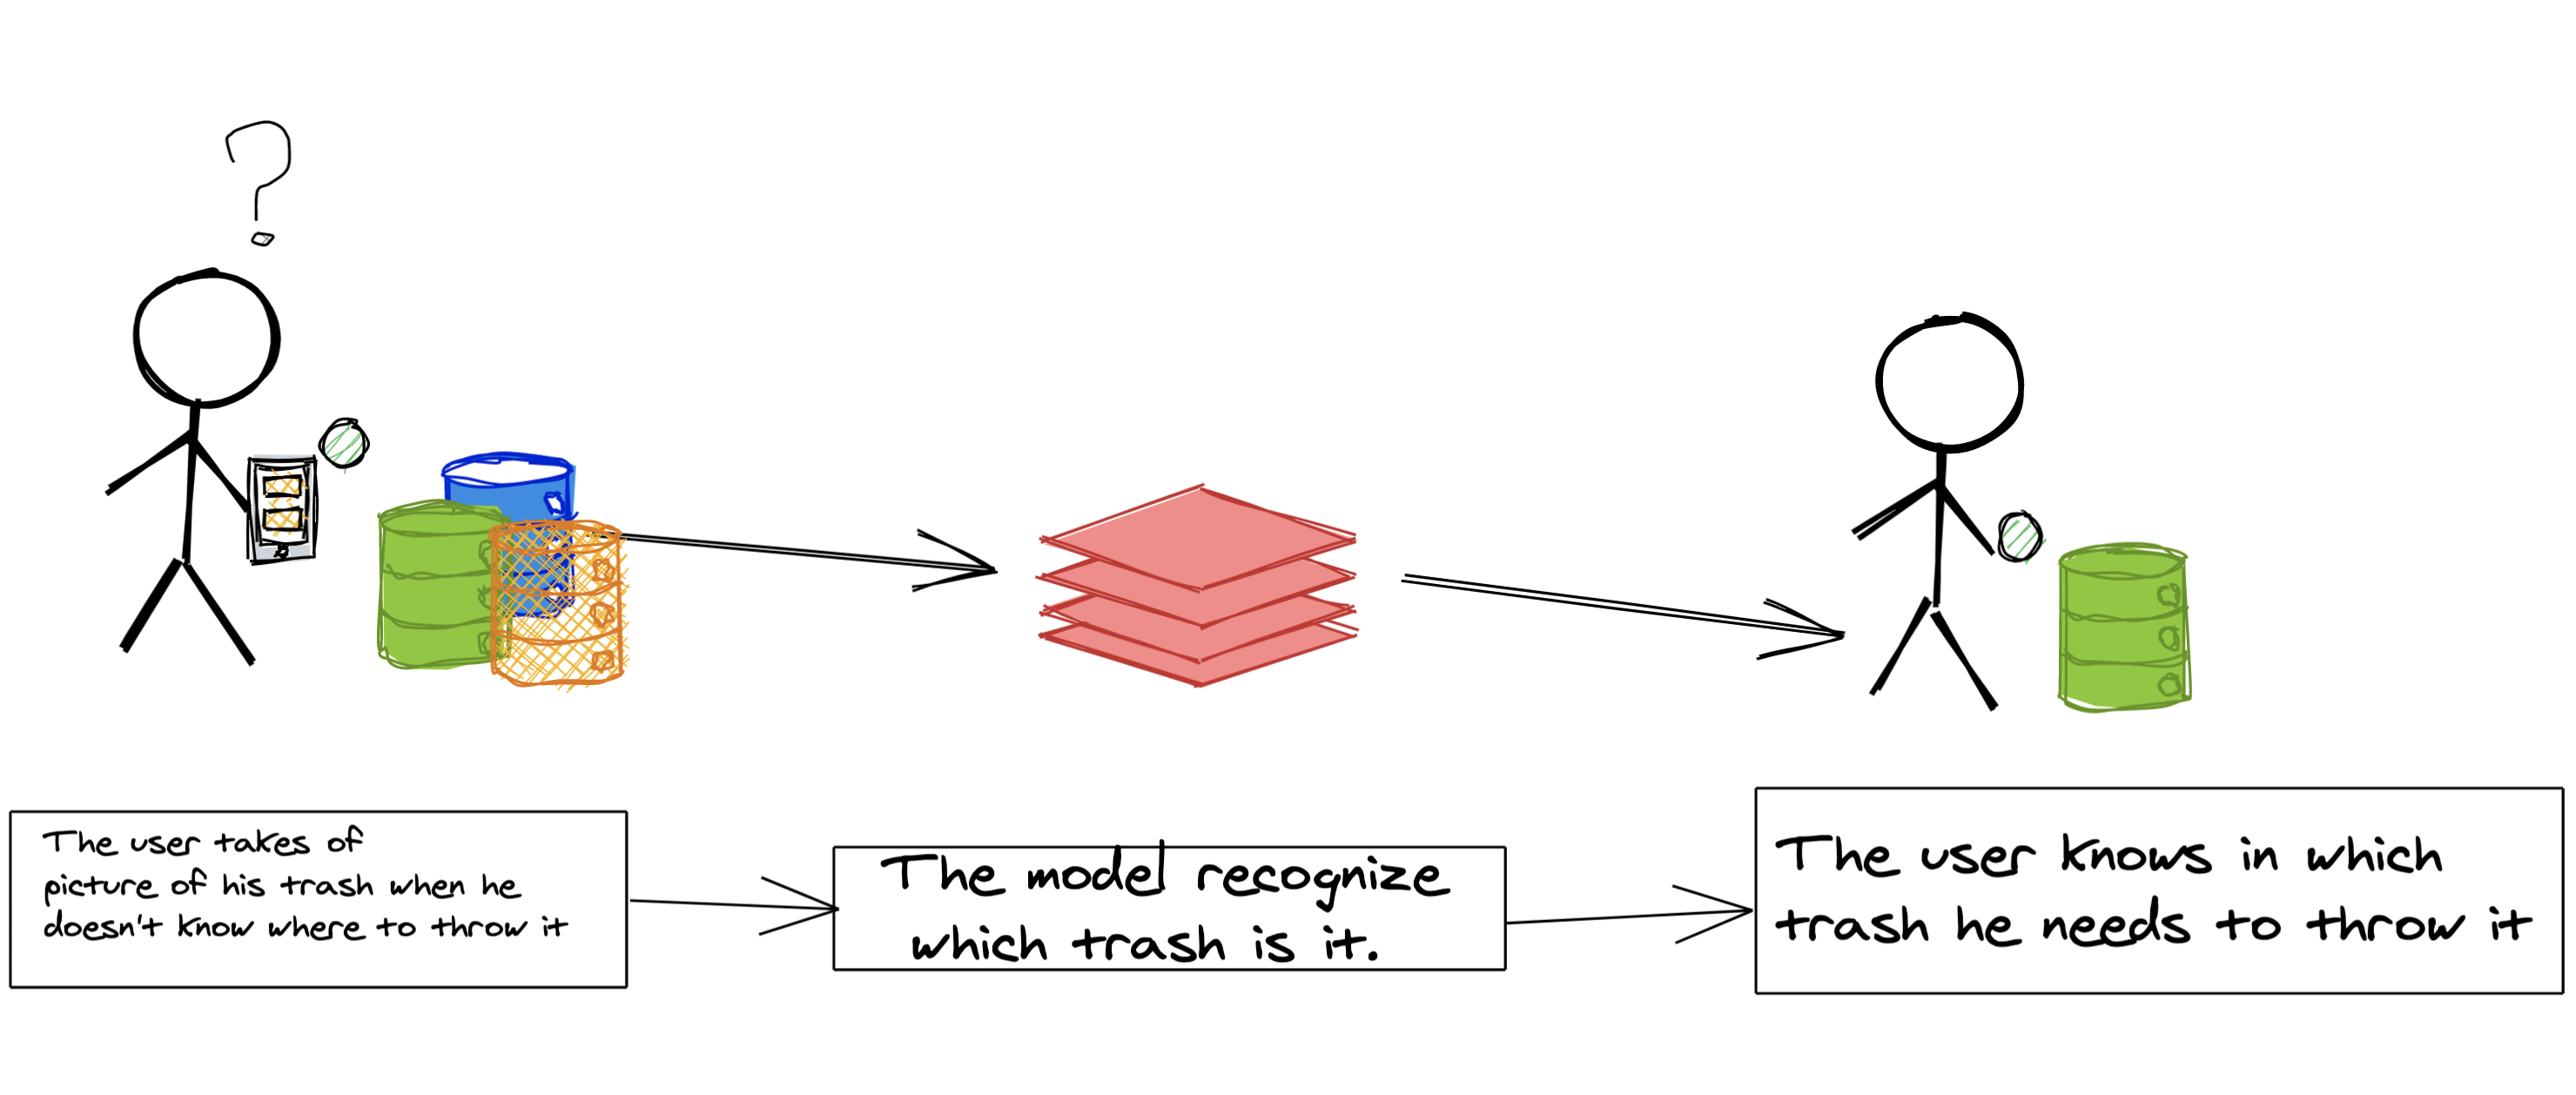 ?
The user takes of
picture of his trash when he
doesn't know where to throw it
The model recognize
which trash is it.
The user knows in which
trash he needs to throw it